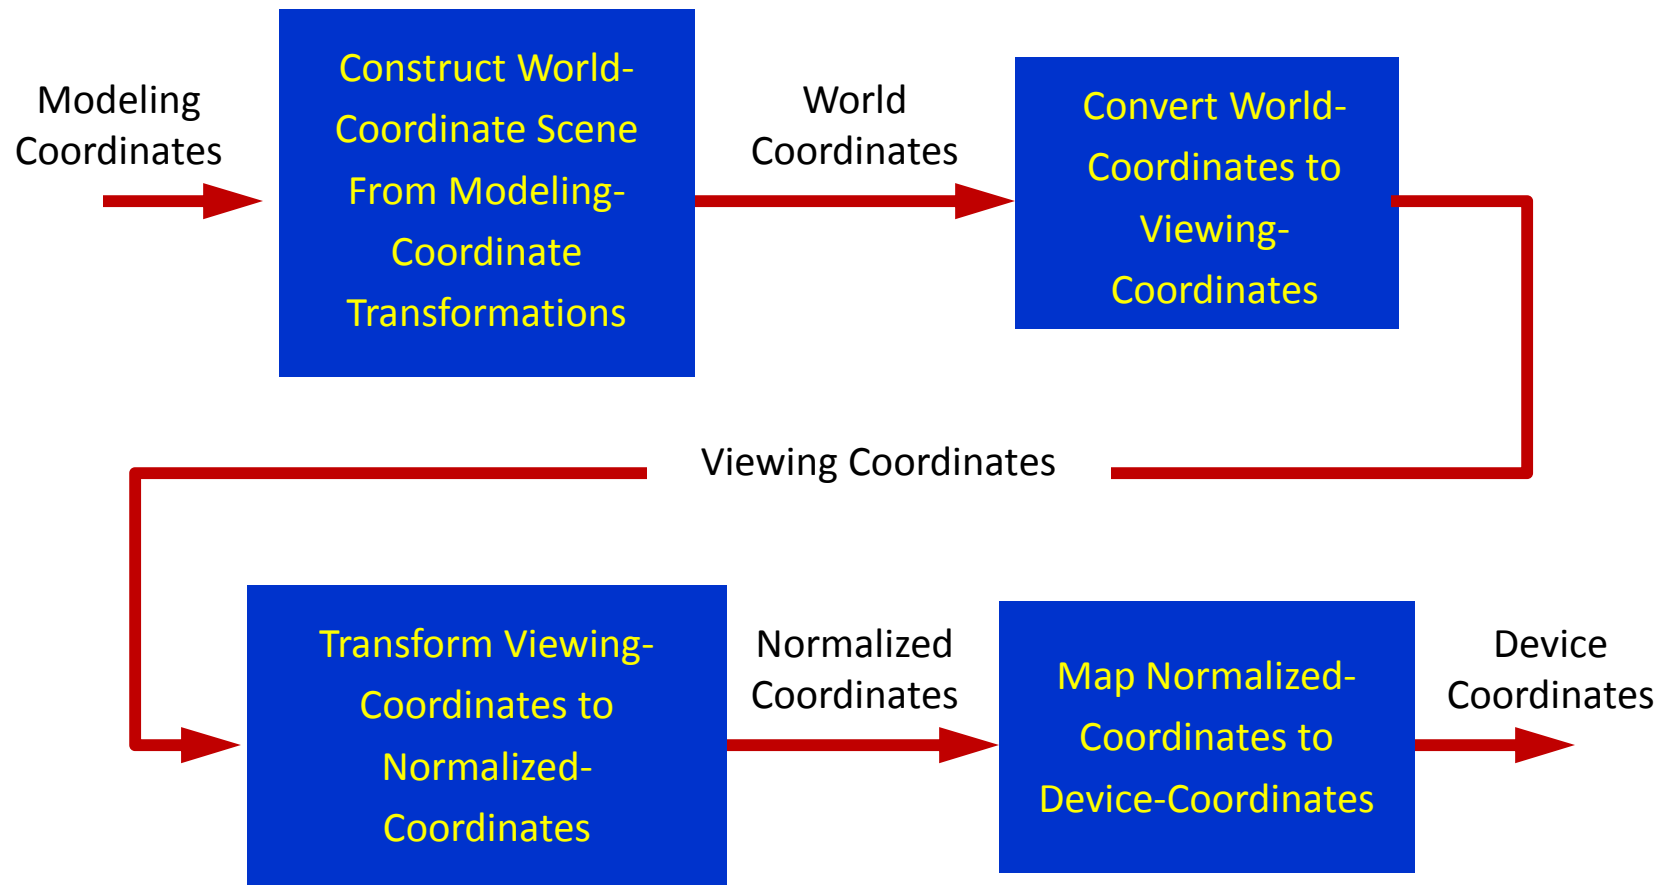 Modeling
Coordinates
Construct World-
Coordinate Scene
From Modeling-
Coordinate
Transformations
World
Coordinates
Convert World-
Coordinates to
Viewing-
Coordinates
Viewing Coordinates
Transform Viewing-
Coordinates to
Normalized-
Coordinates
Normalized
Coordinates
Map Normalized-
Coordinates to
Device-Coordinates
Device
Coordinates